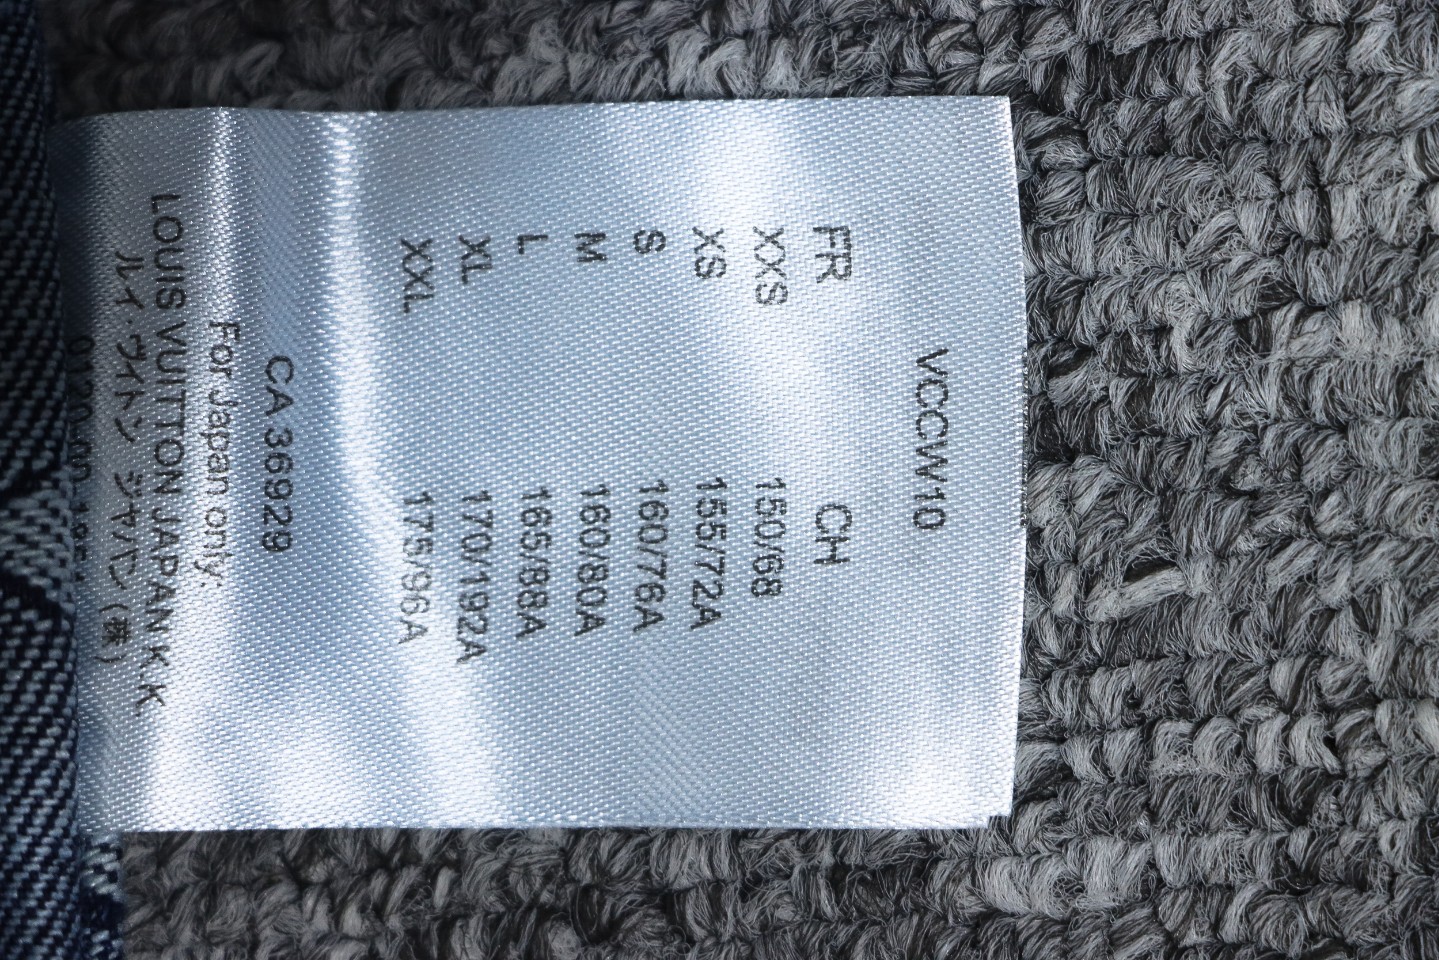 VCCW10
FR CH
XXS 150/68
XS 155/72A
S 160/76A
M 160/80A
L 165/88A
XL 170/192A
XXL 175/96A
CA 36929
For Japan only:
LOUIS VUITTON JAPAN K.K.
ルイ・ヴィトン ジャパン(株)